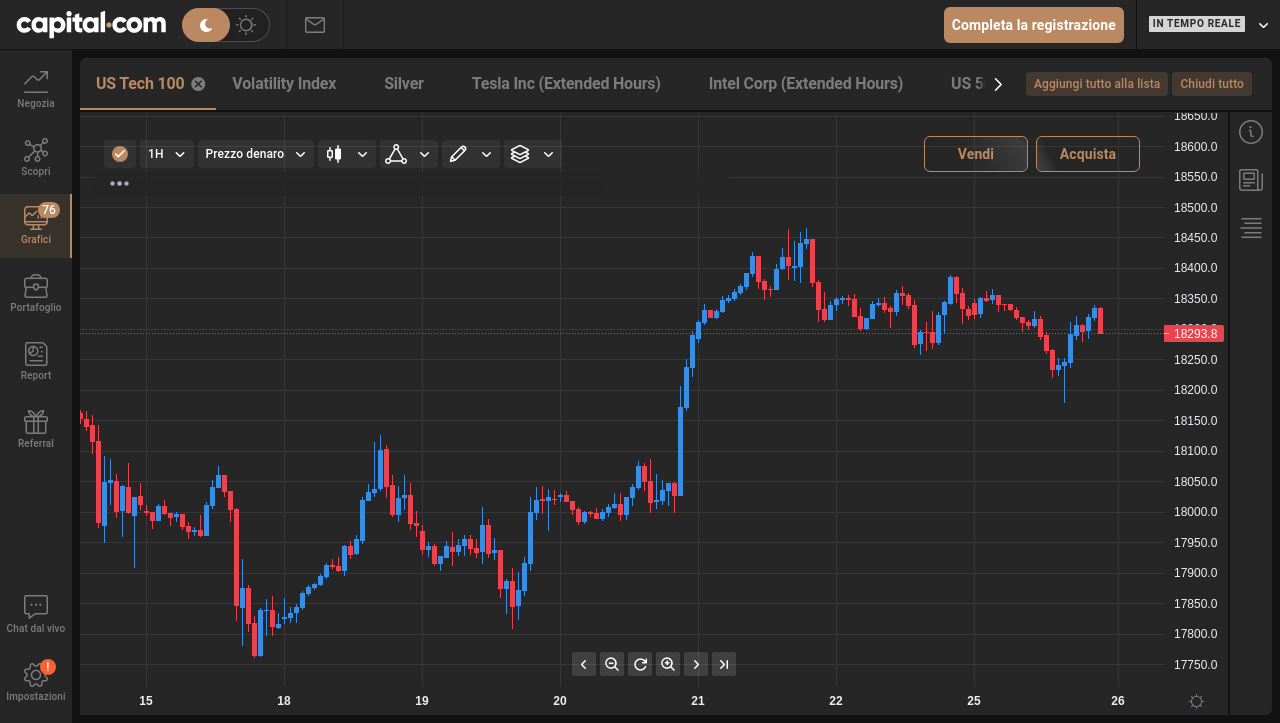 capital.com
Completa la registrazione
IN TEMPO REALE
US Tech 100
Volatility Index
Silver
Tesla Inc (Extended Hours)
Intel Corp (Extended Hours)
US 5
Aggiungi tutto alla lista
Chiudi tutto
Negozia
Scopri
76
Grafici
Portafoglio
Report
Referral
Chat dal vivo
!
Impostazioni
1H
Prezzo denaro
Vendi
Acquista
18650.0
18600.0
18550.0
18500.0
18450.0
18400.0
18350.0
18293.8
18250.0
18200.0
18150.0
18100.0
18050.0
18000.0
17950.0
17900.0
17850.0
17800.0
17750.0
15
18
19
20
21
22
25
26